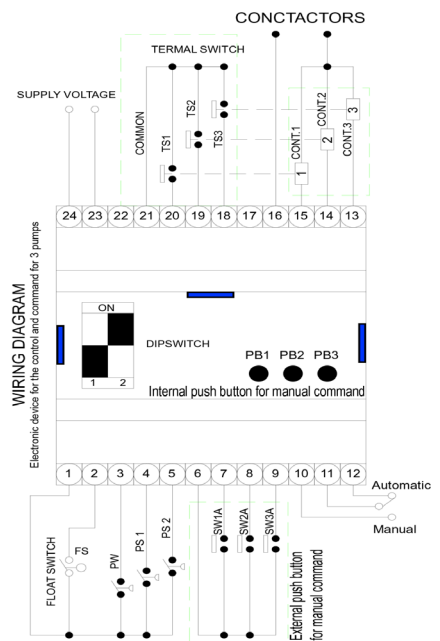 CONCTACTORS
TERMAL SWITCH
SUPPLY VOLTAGE
COMMON
TS1
TS2
TS3
CONT.1
CONT.2
CONT.3
1
2
3
24 23 22 21 20 19 18 17 16 15 14 13
WIRING DIAGRAM
Electronic device for the control and command for 3 pumps
ON
1 2
DIPSWITCH
PB1 PB2 PB3
Internal push button for manual command
1 2 3 4 5 6 7 8 9 10 11 12
Automatic
Manual
FLOAT SWITCH
FS
PW
PS 1
PS 2
SW1A
SW2A
SW3A
External push button
for manual command